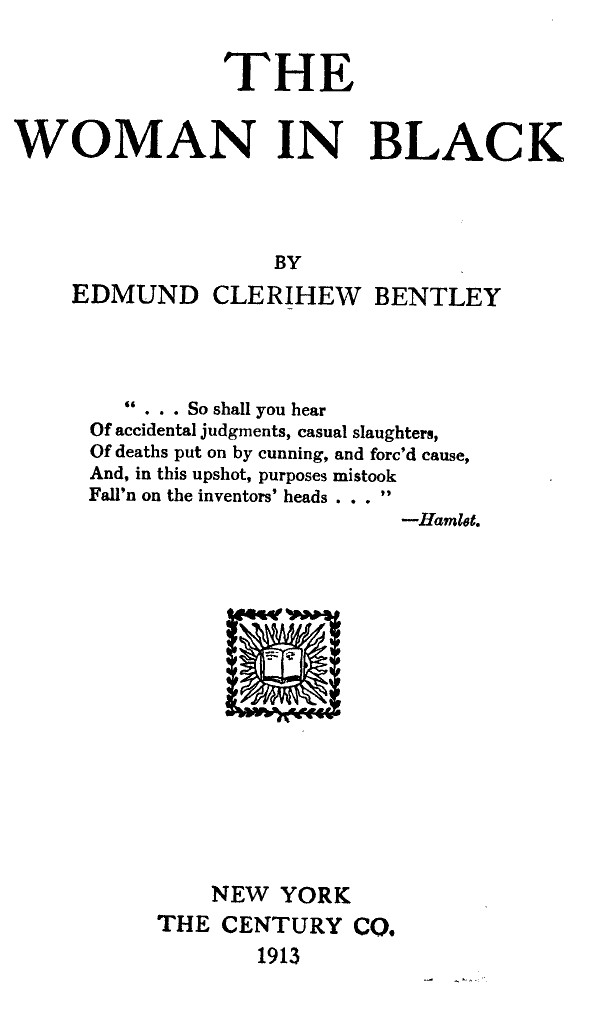 THE
WOMAN IN BLACK
BY
EDMUND CLERIHEW BENTLEY
“ . . . So shall you hear
Of accidental judgments, casual slaughters,
Of deaths put on by cunning, and forc’d cause,
And, in this upshot, purposes mistook
Fall’n on the inventors’ heads . . . ”
—Hamlet.
NEW YORK
THE CENTURY CO.
1913